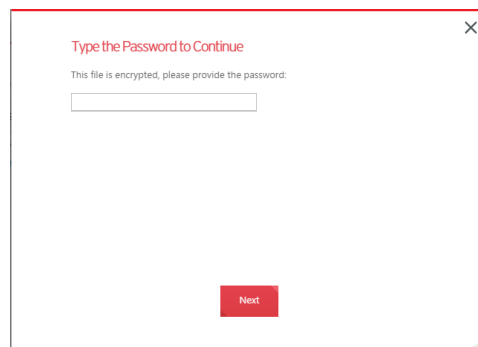 Type the Password to Continue
This file is encrypted, please provide the password:
Next